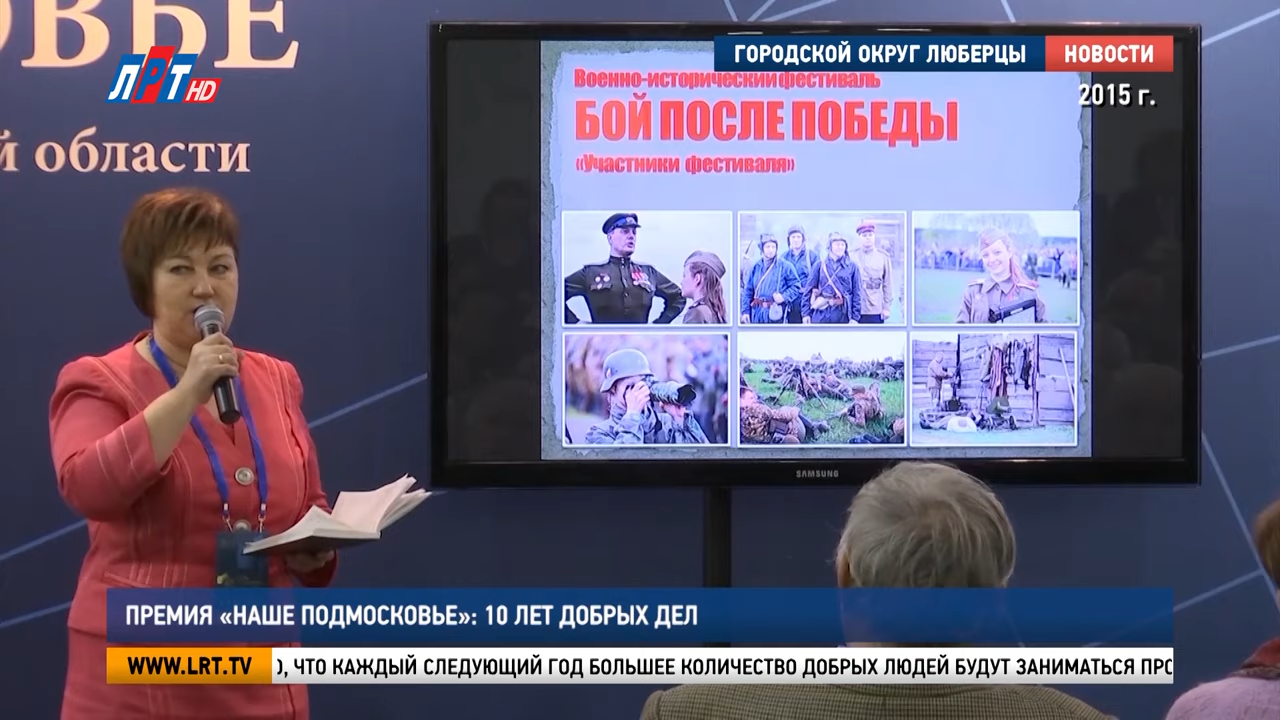 ОВЬЕ
й области
ЛРТ HD
ГОРОДСКОЙ ОКРУГ ЛЮБЕРЦЫ
НОВОСТИ
2015 г.
Военно-исторический фестиваль
БОЙ ПОСЛЕ ПОБЕДЫ
«Участники фестиваля»
SAMSUNG
ПРЕМИЯ «НАШЕ ПОДМОСКОВЬЕ»: 10 ЛЕТ ДОБРЫХ ДЕЛ
WWW.LRT.TV
О, ЧТО КАЖДЫЙ СЛЕДУЮЩИЙ ГОД БОЛЬШЕЕ КОЛИЧЕСТВО ДОБРЫХ ЛЮДЕЙ БУДУТ ЗАНИМАТЬСЯ ПРО